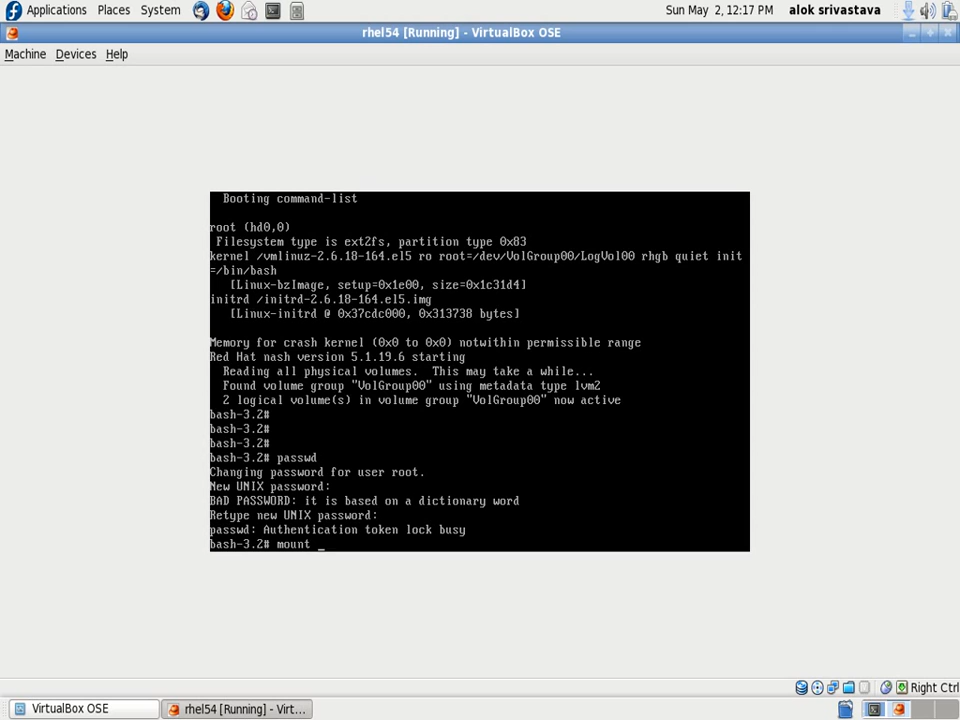 Applications Places System Sun May 2, 12:17 PM alok srivastava
rhel54 [Running] - VirtualBox OSE
Machine Devices Help
Booting command-list
root (hd0,0)
Filesystem type is ext2fs, partition type 0x83
kernel /vmlinuz-2.6.18-164.el5 ro root=/dev/VolGroup00/LogVol00 rhgb quiet init
=/bin/bash
[Linux-bzImage, setup=0x1e00, size=0x1c31d4]
initrd /initrd-2.6.18-164.el5.img
[Linux-initrd @ 0x37cdc000, 0x313738 bytes]
Memory for crash kernel (0x0 to 0x0) notwithin permissible range
Red Hat nash version 5.1.19.6 starting
Reading all physical volumes.  This may take a while...
Found volume group "VolGroup00" using metadata type lvm2
2 logical volume(s) in volume group "VolGroup00" now active
bash-3.2#
bash-3.2#
bash-3.2#
bash-3.2# passwd
Changing password for user root.
New UNIX password:
BAD PASSWORD: it is based on a dictionary word
Retype new UNIX password:
passwd: Authentication token lock busy
bash-3.2# mount _
Right Ctrl
VirtualBox OSE rhel54 [Running] - Virt...